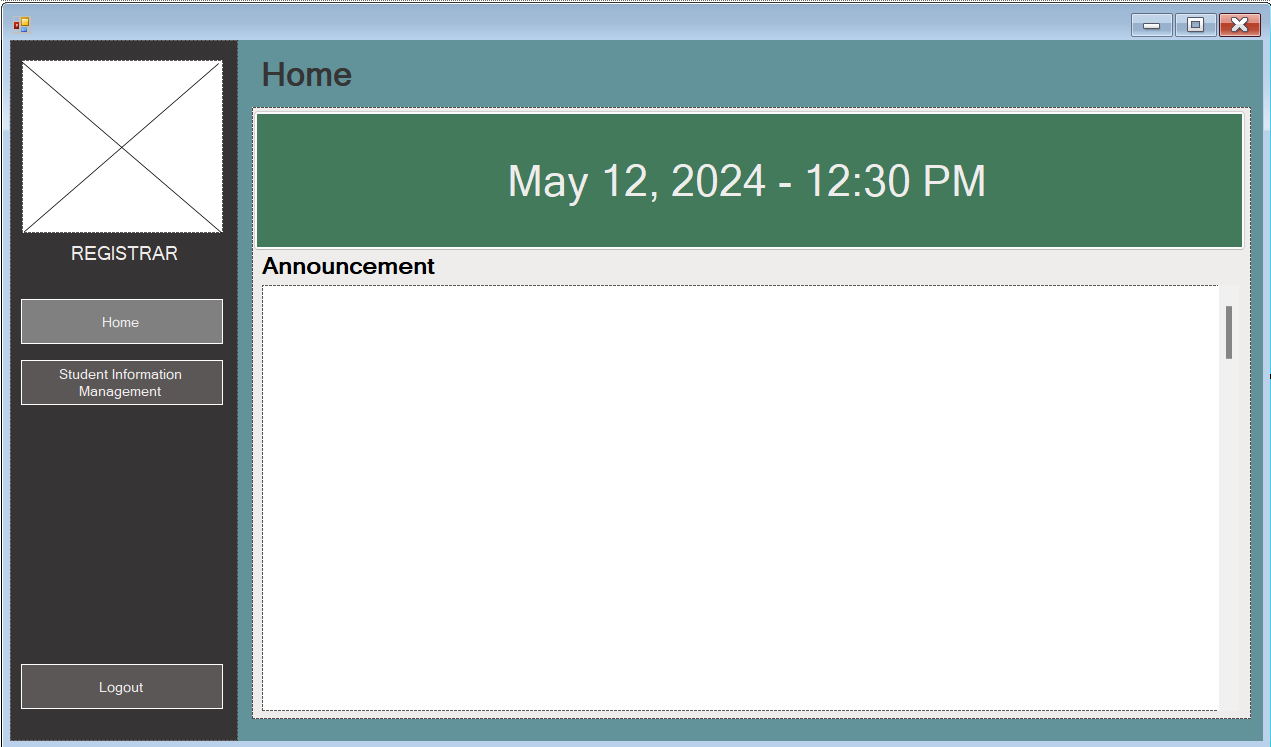 REGISTRAR
Home
Student Information
Management
Logout
Home
May 12, 2024 - 12:30 PM
Announcement